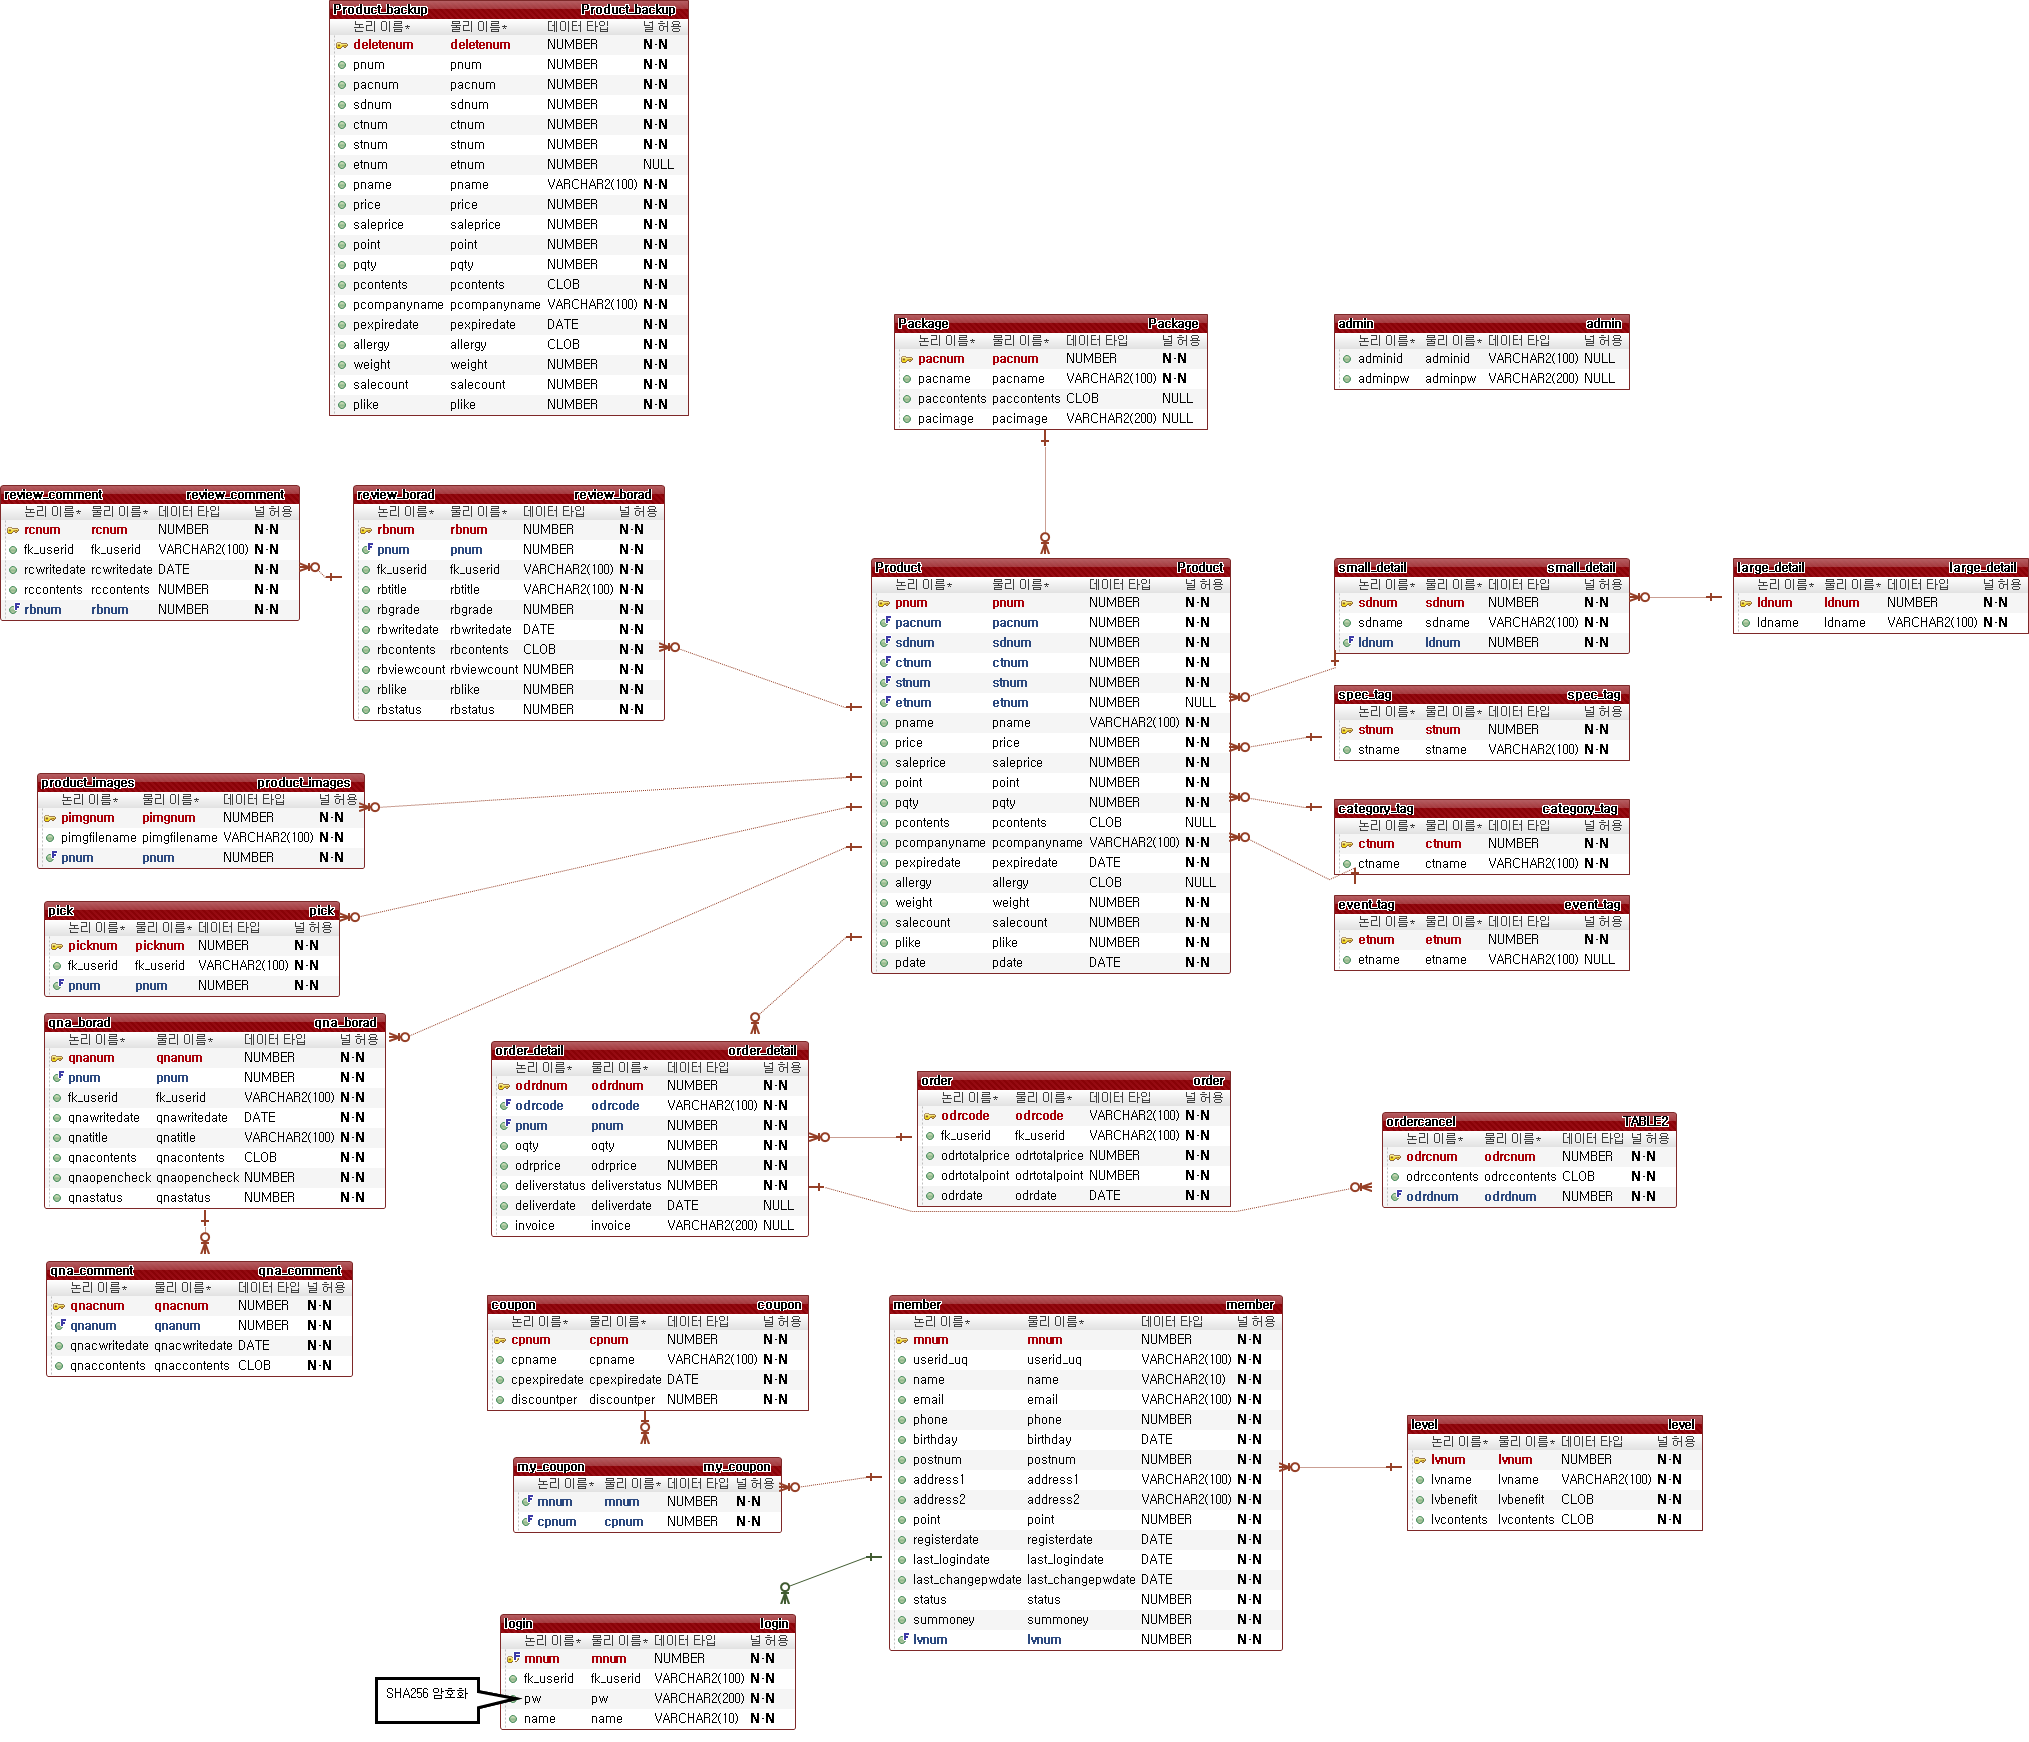 Product_backup Product_backup
논리 이름* 물리 이름* 데이터 타입 널 허용
deletenum deletenum NUMBER N-N
pnum pnum NUMBER N-N
pacnum pacnum NUMBER N-N
sdnum sdnum NUMBER N-N
ctnum ctnum NUMBER N-N
stnum stnum NUMBER N-N
etnum etnum NUMBER NULL
pname pname VARCHAR2(100) N-N
price price NUMBER N-N
saleprice saleprice NUMBER N-N
point point NUMBER N-N
pqty pqty NUMBER N-N
pcontents pcontents CLOB N-N
pcompanyname pcompanyname VARCHAR2(100) N-N
pexpiredate pexpiredate DATE N-N
allergy allergy CLOB N-N
weight weight NUMBER N-N
salecount salecount NUMBER N-N
plike plike NUMBER N-N
Package Package
논리 이름* 물리 이름* 데이터 타입 널 허용
pacnum pacnum NUMBER N-N
pacname pacname VARCHAR2(100) N-N
paccontents paccontents CLOB NULL
pacimage pacimage VARCHAR2(200) NULL
admin admin
논리 이름* 물리 이름* 데이터 타입 널 허용
adminid adminid VARCHAR2(100) NULL
adminpw adminpw VARCHAR2(200) NULL
review_comment review_comment
논리 이름* 물리 이름* 데이터 타입 널 허용
rcnum rcnum NUMBER N-N
fk_userid fk_userid VARCHAR2(100) N-N
rcwritedate rcwritedate DATE N-N
rccontents rccontents NUMBER N-N
rbnum rbnum NUMBER N-N
review_borad review_borad
논리 이름* 물리 이름* 데이터 타입 널 허용
rbnum rbnum NUMBER N-N
pnum pnum NUMBER N-N
fk_userid fk_userid VARCHAR2(100) N-N
rbtitle rbtitle VARCHAR2(100) N-N
rbgrade rbgrade NUMBER N-N
rbwritedate rbwritedate DATE N-N
rbcontents rbcontents CLOB N-N
rbviewcount rbviewcount NUMBER N-N
rblike rblike NUMBER N-N
rbstatus rbstatus NUMBER N-N
Product Product
논리 이름* 물리 이름* 데이터 타입 널 허용
pnum pnum NUMBER N-N
pacnum pacnum NUMBER N-N
sdnum sdnum NUMBER N-N
ctnum ctnum NUMBER N-N
stnum stnum NUMBER N-N
etnum etnum NUMBER NULL
pname pname VARCHAR2(100) N-N
price price NUMBER N-N
saleprice saleprice NUMBER N-N
point point NUMBER N-N
pqty pqty NUMBER N-N
pcontents pcontents CLOB NULL
pcompanyname pcompanyname VARCHAR2(100) N-N
pexpiredate pexpiredate DATE N-N
allergy allergy CLOB NULL
weight weight NUMBER N-N
salecount salecount NUMBER N-N
plike plike NUMBER N-N
pdate pdate DATE N-N
small_detail small_detail
논리 이름* 물리 이름* 데이터 타입 널 허용
sdnum sdnum NUMBER N-N
sdname sdname VARCHAR2(100) N-N
ldnum ldnum NUMBER N-N
large_detail large_detail
논리 이름* 물리 이름* 데이터 타입 널 허용
ldnum ldnum NUMBER N-N
ldname ldname VARCHAR2(100) N-N
spec_tag spec_tag
논리 이름* 물리 이름* 데이터 타입 널 허용
stnum stnum NUMBER N-N
stname stname VARCHAR2(100) N-N
category_tag category_tag
논리 이름* 물리 이름* 데이터 타입 널 허용
ctnum ctnum NUMBER N-N
ctname ctname VARCHAR2(100) N-N
event_tag event_tag
논리 이름* 물리 이름* 데이터 타입 널 허용
etnum etnum NUMBER N-N
etname etname VARCHAR2(100) NULL
product_images product_images
논리 이름* 물리 이름* 데이터 타입 널 허용
pimgnum pimgnum NUMBER N-N
pimgfilename pimgfilename VARCHAR2(100) N-N
pnum pnum NUMBER N-N
pick pick
논리 이름* 물리 이름* 데이터 타입 널 허용
picknum picknum NUMBER N-N
fk_userid fk_userid VARCHAR2(100) N-N
pnum pnum NUMBER N-N
qna_borad qna_borad
논리 이름* 물리 이름* 데이터 타입 널 허용
qnanum qnanum NUMBER N-N
pnum pnum NUMBER N-N
fk_userid fk_userid VARCHAR2(100) N-N
qnawritedate qnawritedate DATE N-N
qnatitle qnatitle VARCHAR2(100) N-N
qnacontents qnacontents CLOB N-N
qnaopencheck qnaopencheck NUMBER N-N
qnastatus qnastatus NUMBER N-N
order_detail order_detail
논리 이름* 물리 이름* 데이터 타입 널 허용
odrdnum odrdnum NUMBER N-N
odrcode odrcode VARCHAR2(100) N-N
pnum pnum NUMBER N-N
oqty oqty NUMBER N-N
odrprice odrprice NUMBER N-N
deliverstatus deliverstatus NUMBER N-N
deliverdate deliverdate DATE NULL
invoice invoice VARCHAR2(200) NULL
order order
논리 이름* 물리 이름* 데이터 타입 널 허용
odrcode odrcode VARCHAR2(100) N-N
fk_userid fk_userid VARCHAR2(100) N-N
odrtotalprice odrtotalprice NUMBER N-N
odrtotalpoint odrtotalpoint NUMBER N-N
odrdate odrdate DATE N-N
ordercancel TABLE2
논리 이름* 물리 이름* 데이터 타입 널 허용
odrcnum odrcnum NUMBER N-N
odrccontents odrccontents CLOB N-N
odrdnum odrdnum NUMBER N-N
qna_comment qna_comment
논리 이름* 물리 이름* 데이터 타입 널 허용
qnacnum qnacnum NUMBER N-N
qnanum qnanum NUMBER N-N
qnacwritedate qnacwritedate DATE N-N
qnaccontents qnaccontents CLOB N-N
coupon coupon
논리 이름* 물리 이름* 데이터 타입 널 허용
cpnum cpnum NUMBER N-N
cpname cpname VARCHAR2(100) N-N
cpexpiredate cpexpiredate DATE N-N
discountper discountper NUMBER N-N
member member
논리 이름* 물리 이름* 데이터 타입 널 허용
mnum mnum NUMBER N-N
userid_uq userid_uq VARCHAR2(100) N-N
name name VARCHAR2(10) N-N
email email VARCHAR2(100) N-N
phone phone NUMBER N-N
birthday birthday DATE N-N
postnum postnum NUMBER N-N
address1 address1 VARCHAR2(100) N-N
address2 address2 VARCHAR2(100) N-N
point point NUMBER N-N
registerdate registerdate DATE N-N
last_logindate last_logindate DATE N-N
last_changepwdate last_changepwdate DATE N-N
status status NUMBER N-N
summoney summoney NUMBER N-N
lvnum lvnum NUMBER N-N
level level
논리 이름* 물리 이름* 데이터 타입 널 허용
lvnum lvnum NUMBER N-N
lvname lvname VARCHAR2(100) N-N
lvbenefit lvbenefit CLOB N-N
lvcontents lvcontents CLOB N-N
my_coupon my_coupon
논리 이름* 물리 이름* 데이터 타입 널 허용
mnum mnum NUMBER N-N
cpnum cpnum NUMBER N-N
login login
논리 이름* 물리 이름* 데이터 타입 널 허용
mnum mnum NUMBER N-N
fk_userid fk_userid VARCHAR2(100) N-N
pw pw VARCHAR2(200) N-N
name name VARCHAR2(10) N-N
SHA256 암호화